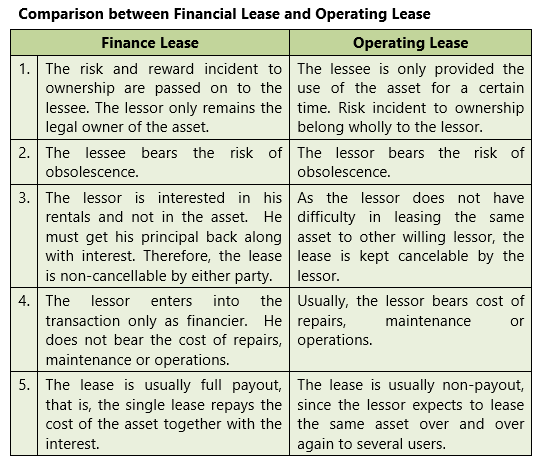 Comparison between Financial Lease and Operating Lease
Finance Lease
Operating Lease
1.
The risk and reward incident to
ownership are passed on to the
lessee. The lessor only remains the
legal owner of the asset.
The lessee is only provided the
use of the asset for a certain
time. Risk incident to ownership
belong wholly to the lessor.
2.
The lessee bears the risk of
obsolescence.
The lessor bears the risk of
obsolescence.
3.
The lessor is interested in his
rentals and not in the asset. He
must get his principal back along
with interest. Therefore, the lease
is non-cancellable by either party.
As the lessor does not have
difficulty in leasing the same
asset to other willing lessor, the
lease is kept cancelable by the
lessor.
4.
The lessor enters into the
transaction only as financier. He
does not bear the cost of repairs,
maintenance or operations.
Usually, the lessor bears cost of
repairs, maintenance or
operations.
5.
The lease is usually full payout,
that is, the single lease repays the
cost of the asset together with the
interest.
The lease is usually non-payout,
since the lessor expects to lease
the same asset over and over
again to several users.